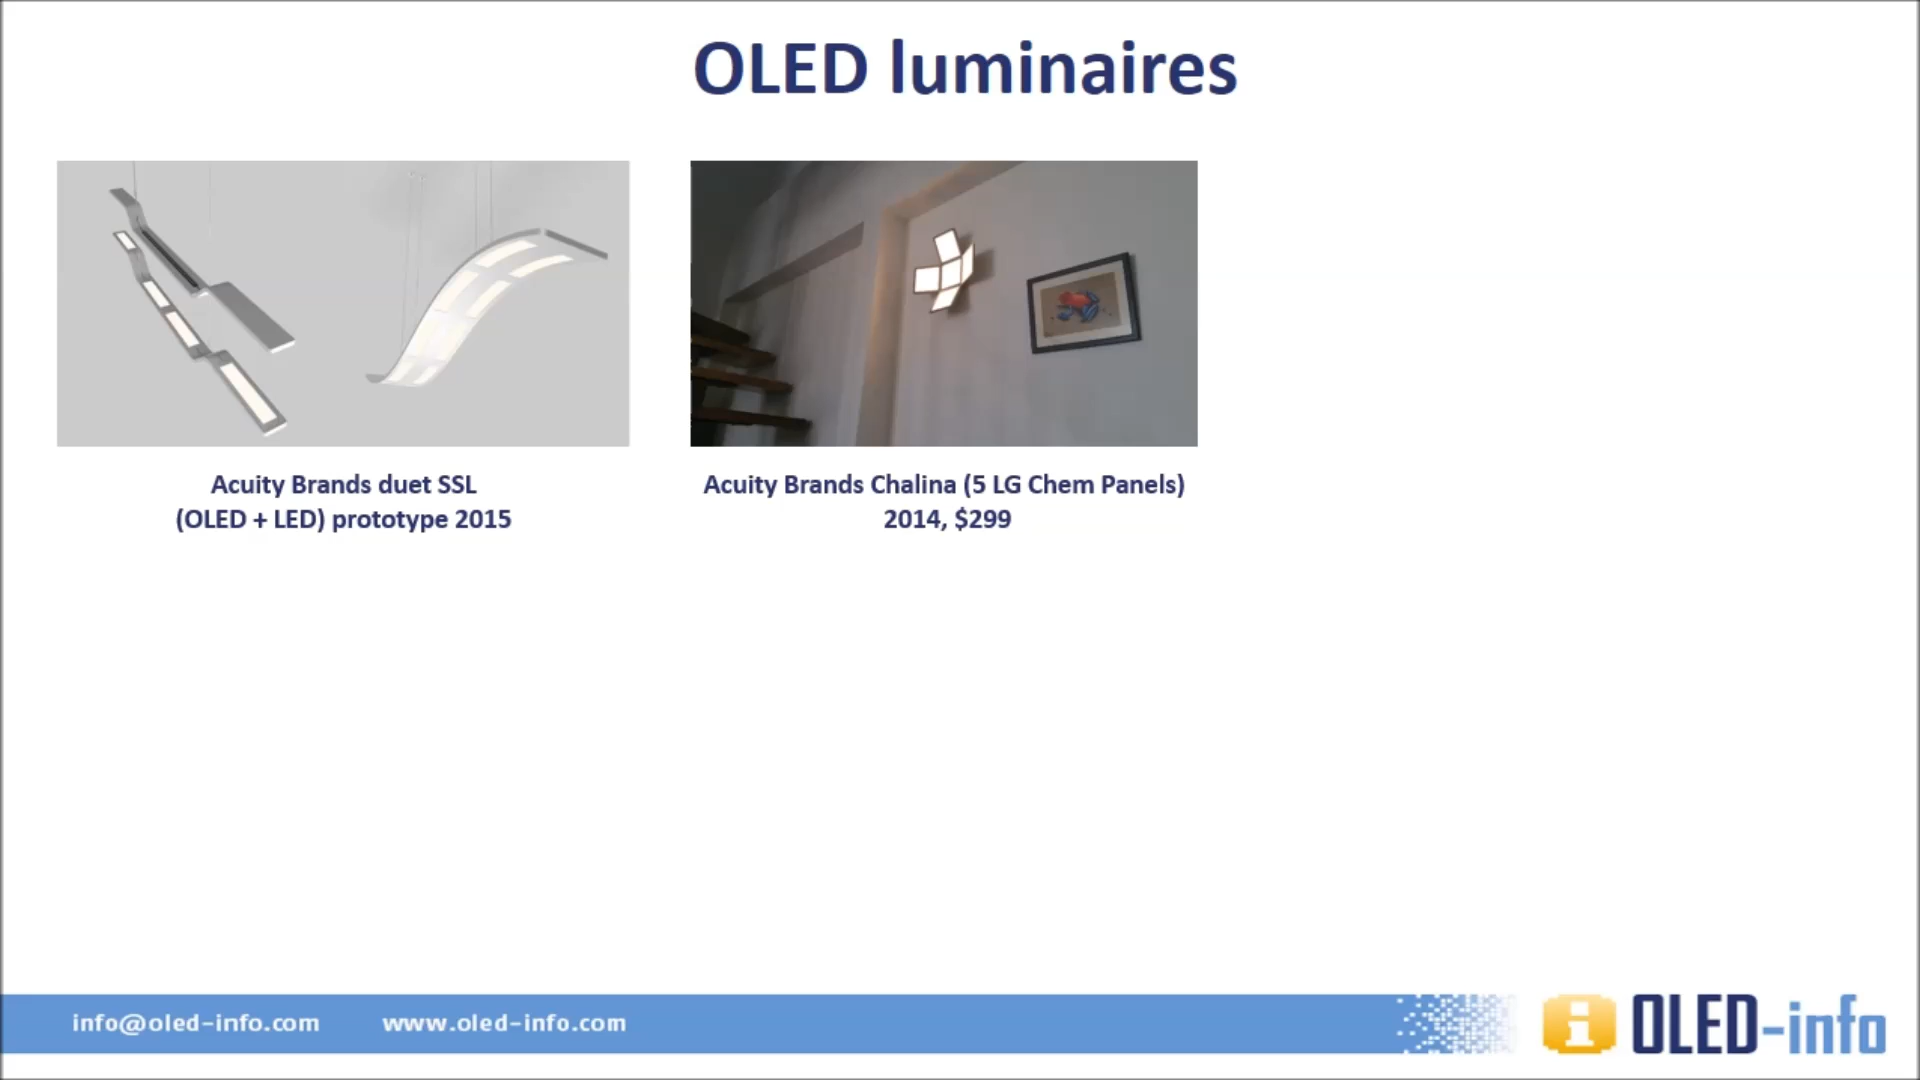 OLED luminaires
Acuity Brands duet SSL
(OLED + LED) prototype 2015
Acuity Brands Chalina (5 LG Chem Panels)
2014, $299
info@oled-info.com
www.oled-info.com
i OLED-info